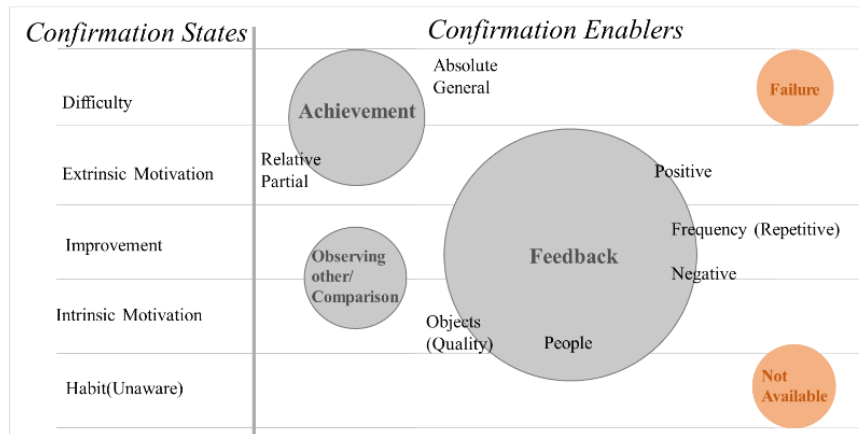 Confirmation States
Confirmation Enablers
Absolute
General
Difficulty
Achievement
Failure
Relative
Partial
Extrinsic Motivation
Positive
Frequency (Repetitive)
Improvement
Observing
other/
Comparison
Feedback
Negative
Intrinsic Motivation
Objects
(Quality)
People
Habit(Unaware)
Not
Available